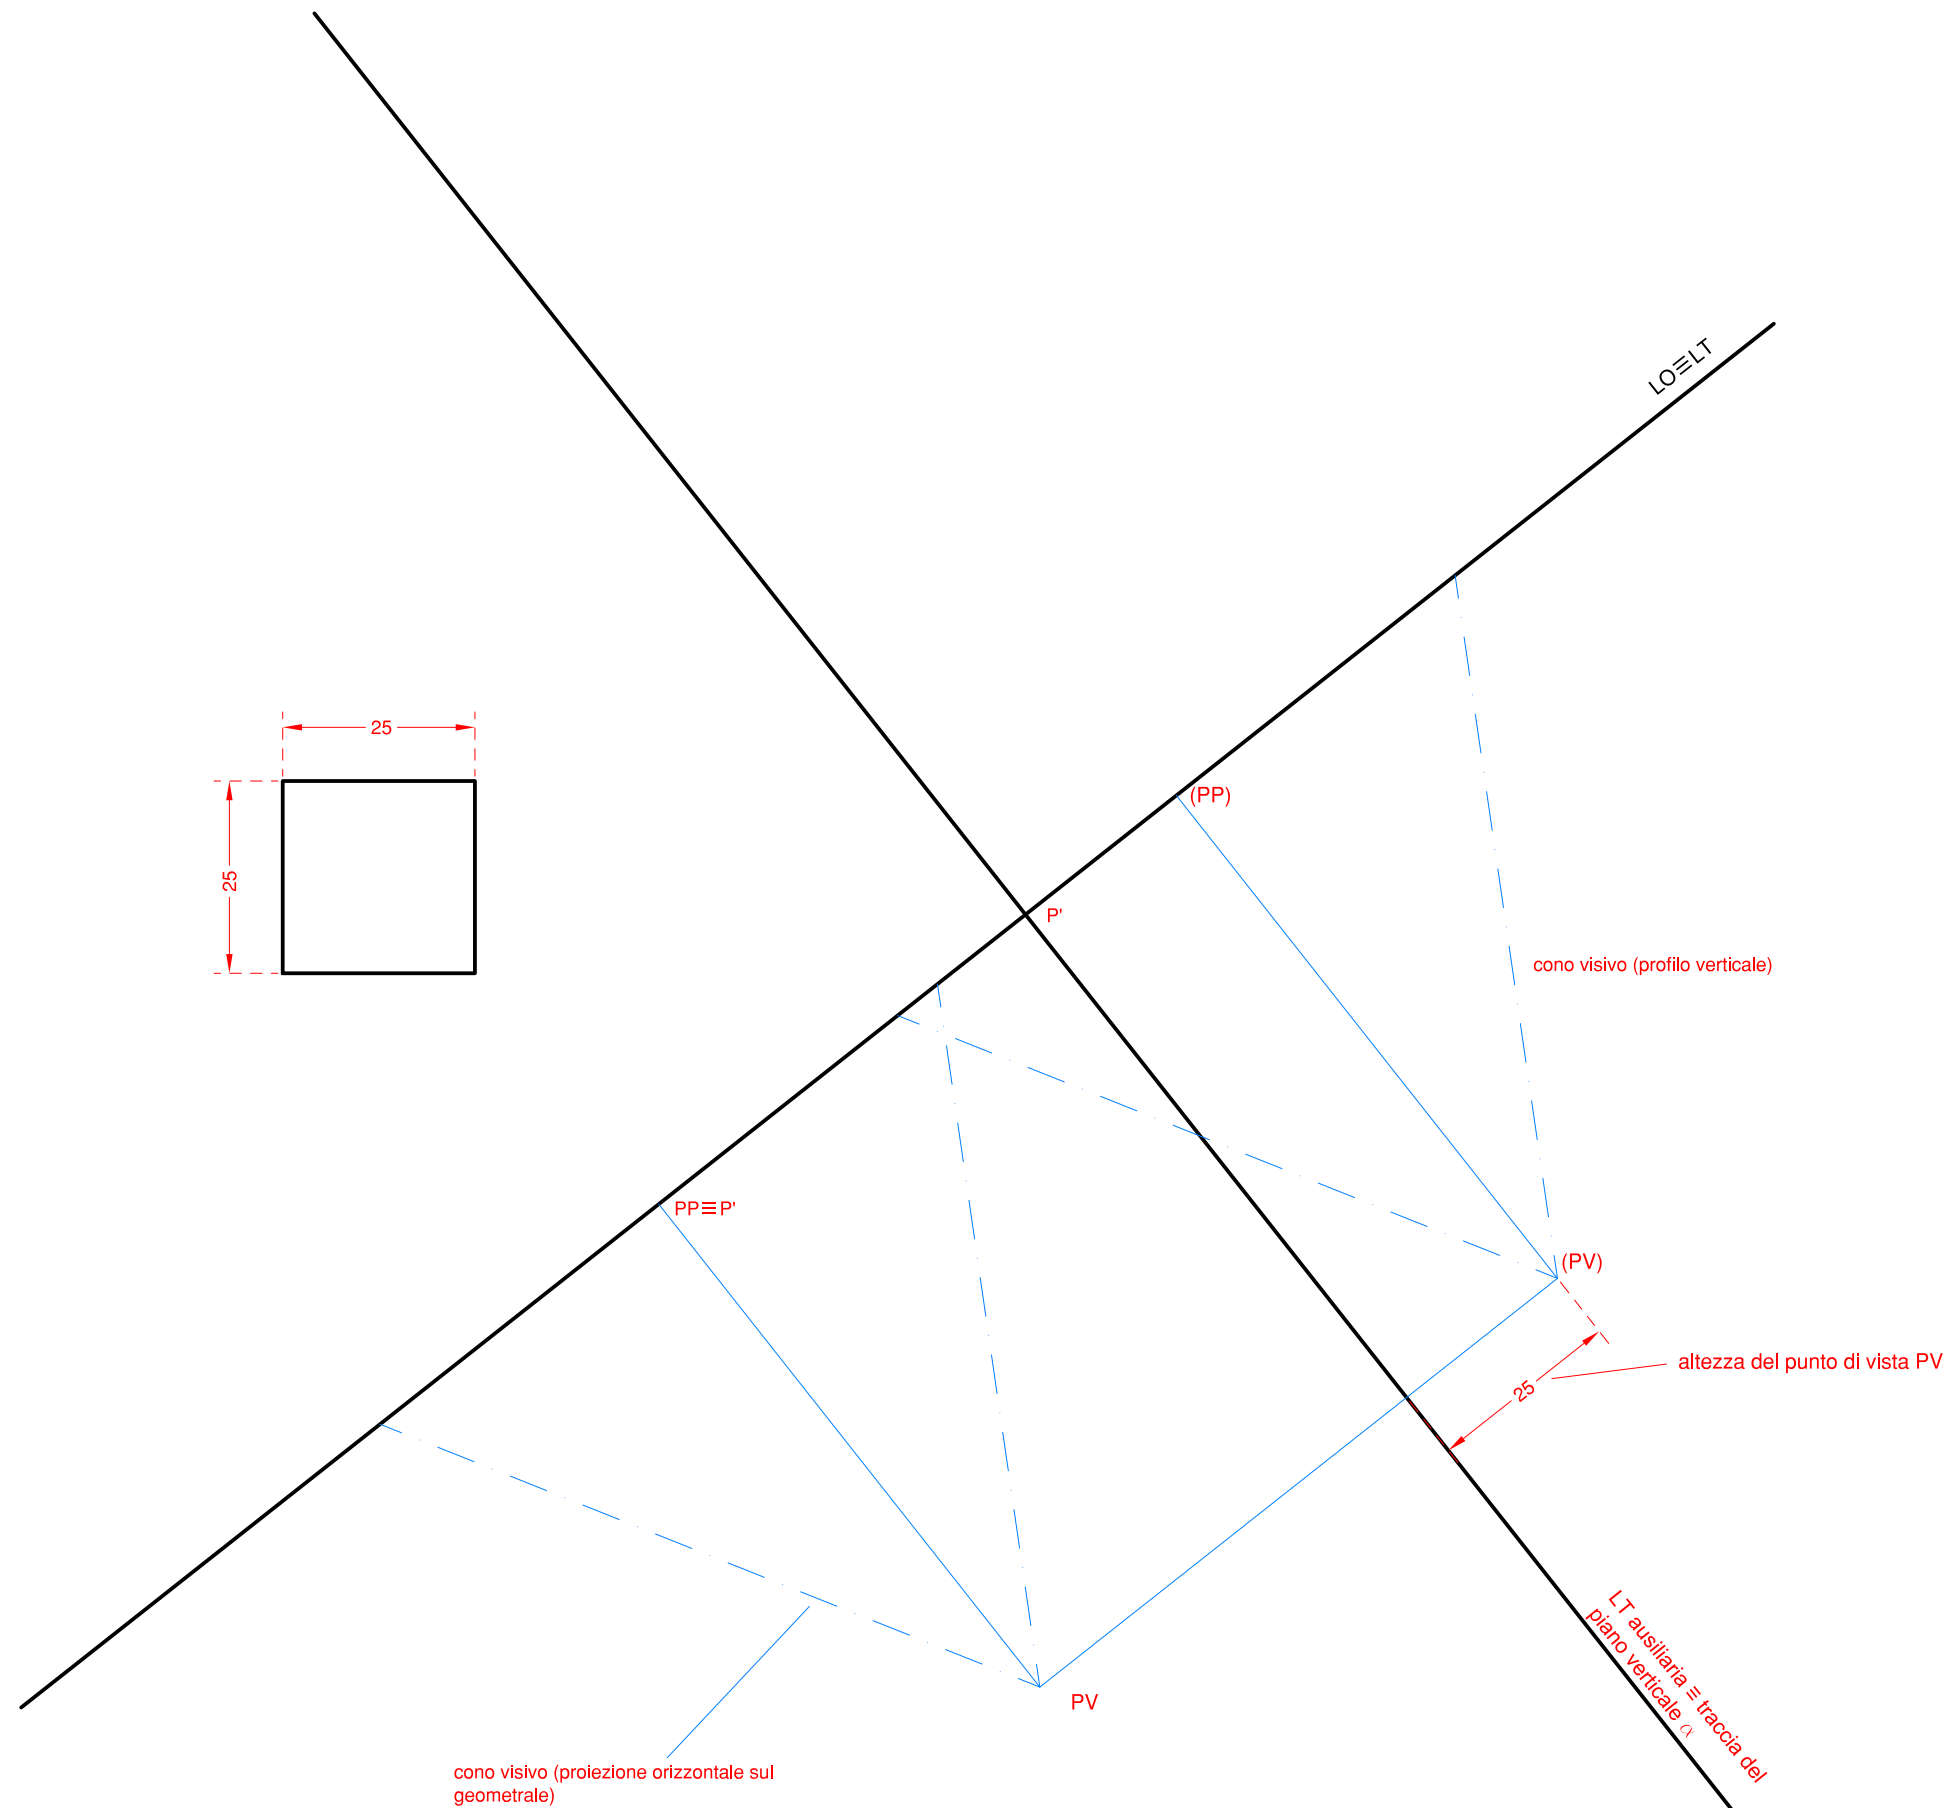 LO≡LT
25
25
(PP)
P'
cono visivo (profilo verticale)
PP≡P'
(PV)
altezza del punto di vista PV
25
LT ausiliaria ≡ traccia del
piano verticale α
PV
cono visivo (proiezione orizzontale sul
geometrale)